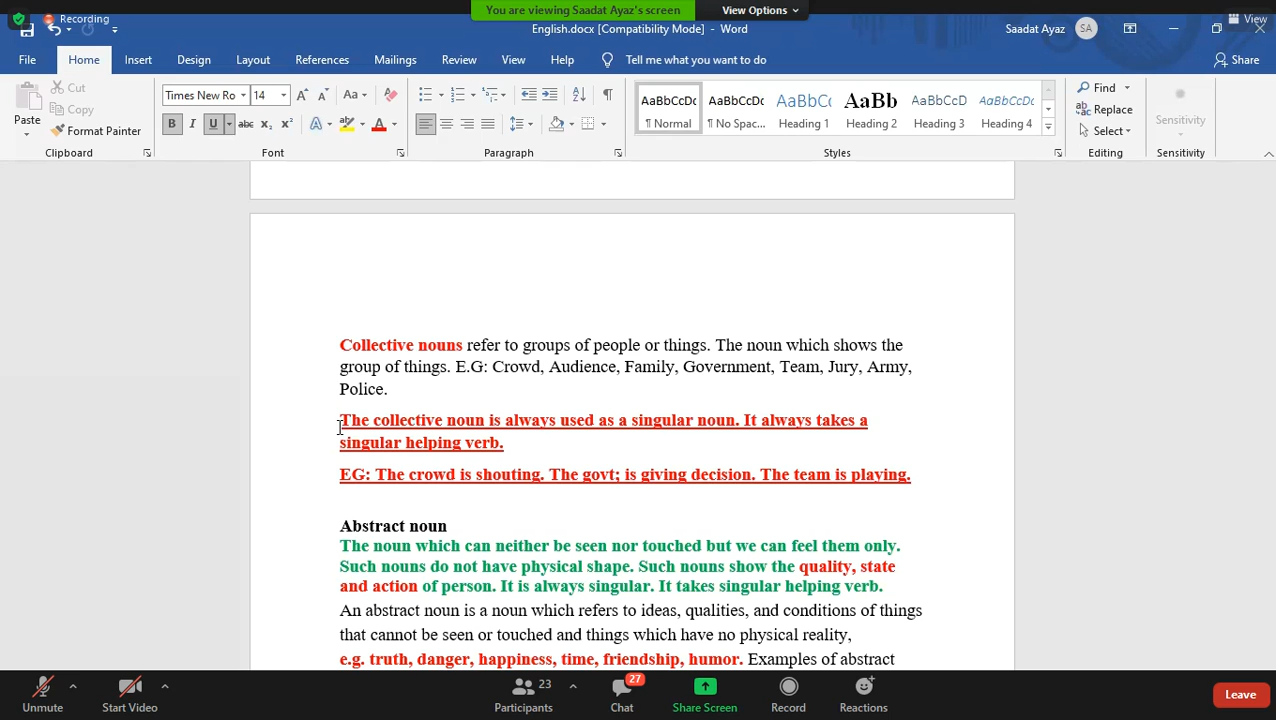 Recording
You are viewing Saadat Ayaz's screen
View Options
View
English.docx [Compatibility Mode] - Word
Saadat Ayaz
SA
File Home Insert Design Layout References Mailings Review View Help Tell me what you want to do
Share
Paste
Cut
Copy
Format Painter
Times New Ro 14
Aa
B I U abc x₂ x²
A A
AaBbCcDc AaBbCcDc AaBbCc AaBb AaBbCcD AaBbCcDc
¶ Normal ¶ No Spac... Heading 1 Heading 2 Heading 3 Heading 4
Find
Replace
Select
Sensitivity
Clipboard Font Paragraph Styles Editing Sensitivity
Collective nouns refer to groups of people or things. The noun which shows the
group of things. E.G: Crowd, Audience, Family, Government, Team, Jury, Army,
Police.
The collective noun is always used as a singular noun. It always takes a
singular helping verb.
EG: The crowd is shouting. The govt; is giving decision. The team is playing.
Abstract noun
The noun which can neither be seen nor touched but we can feel them only.
Such nouns do not have physical shape. Such nouns show the quality, state
and action of person. It is always singular. It takes singular helping verb.
An abstract noun is a noun which refers to ideas, qualities, and conditions of things
that cannot be seen or touched and things which have no physical reality,
e.g. truth, danger, happiness, time, friendship, humor. Examples of abstract
23
27
Unmute Start Video Participants Chat Share Screen Record Reactions Leave